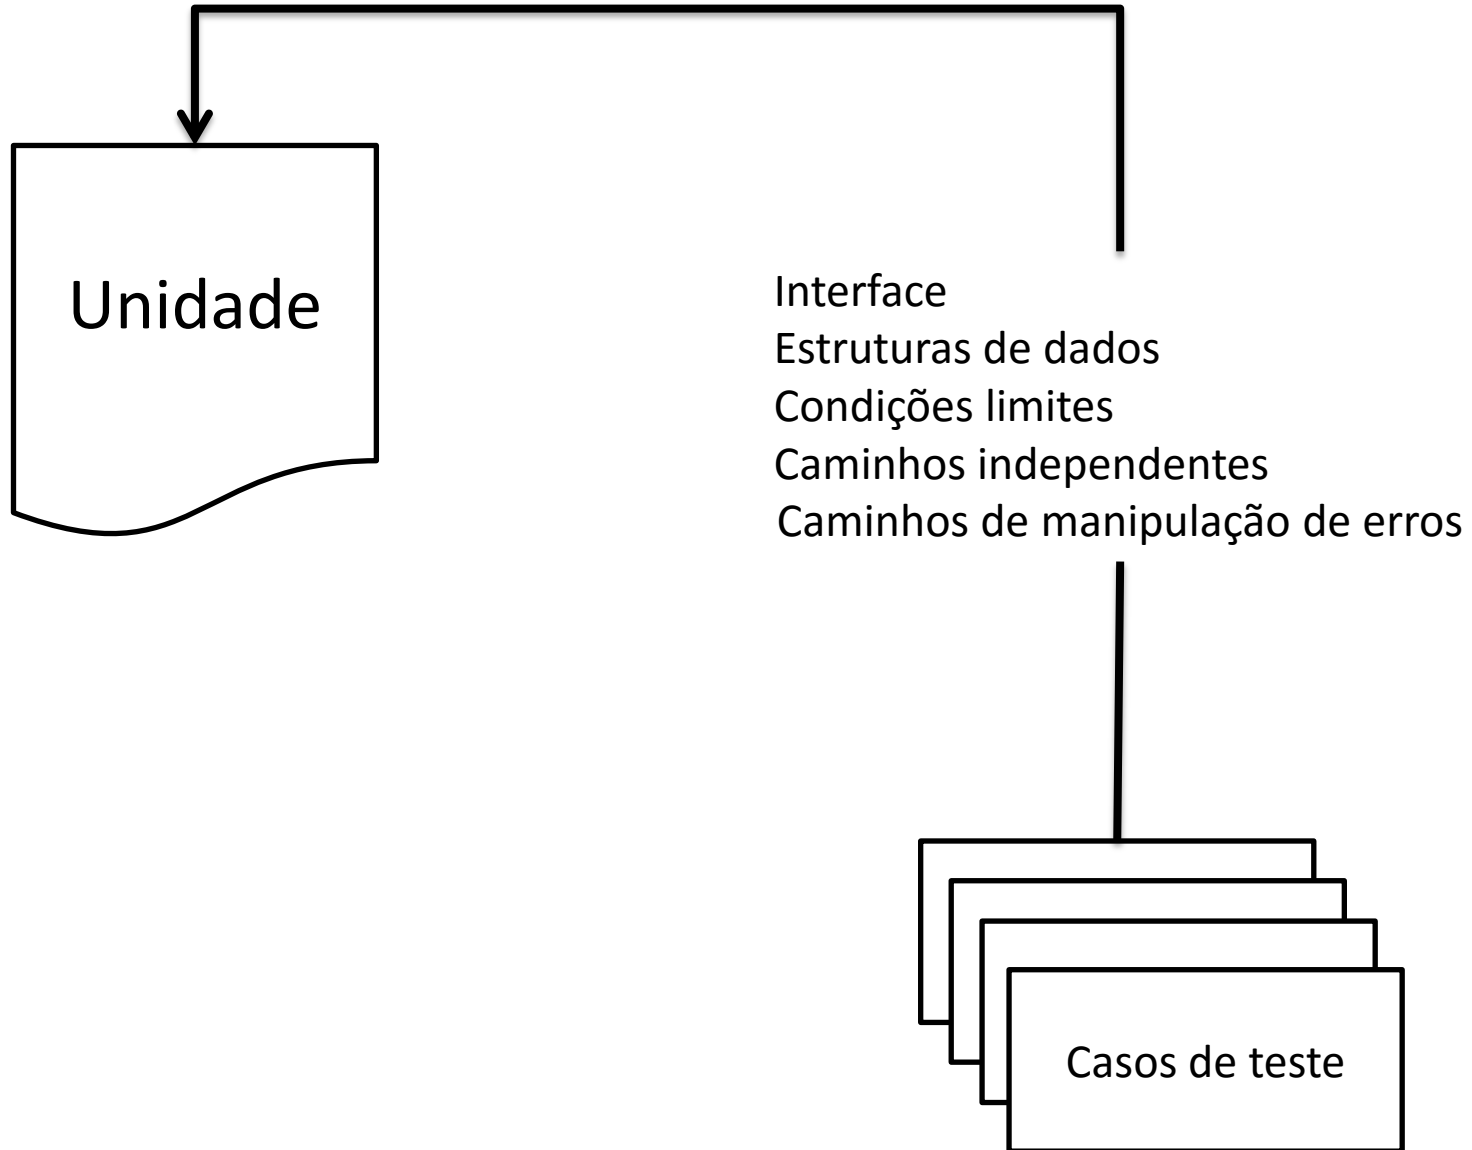 Unidade
Interface
Estruturas de dados
Condições limites
Caminhos independentes
Caminhos de manipulação de erros
Casos de teste